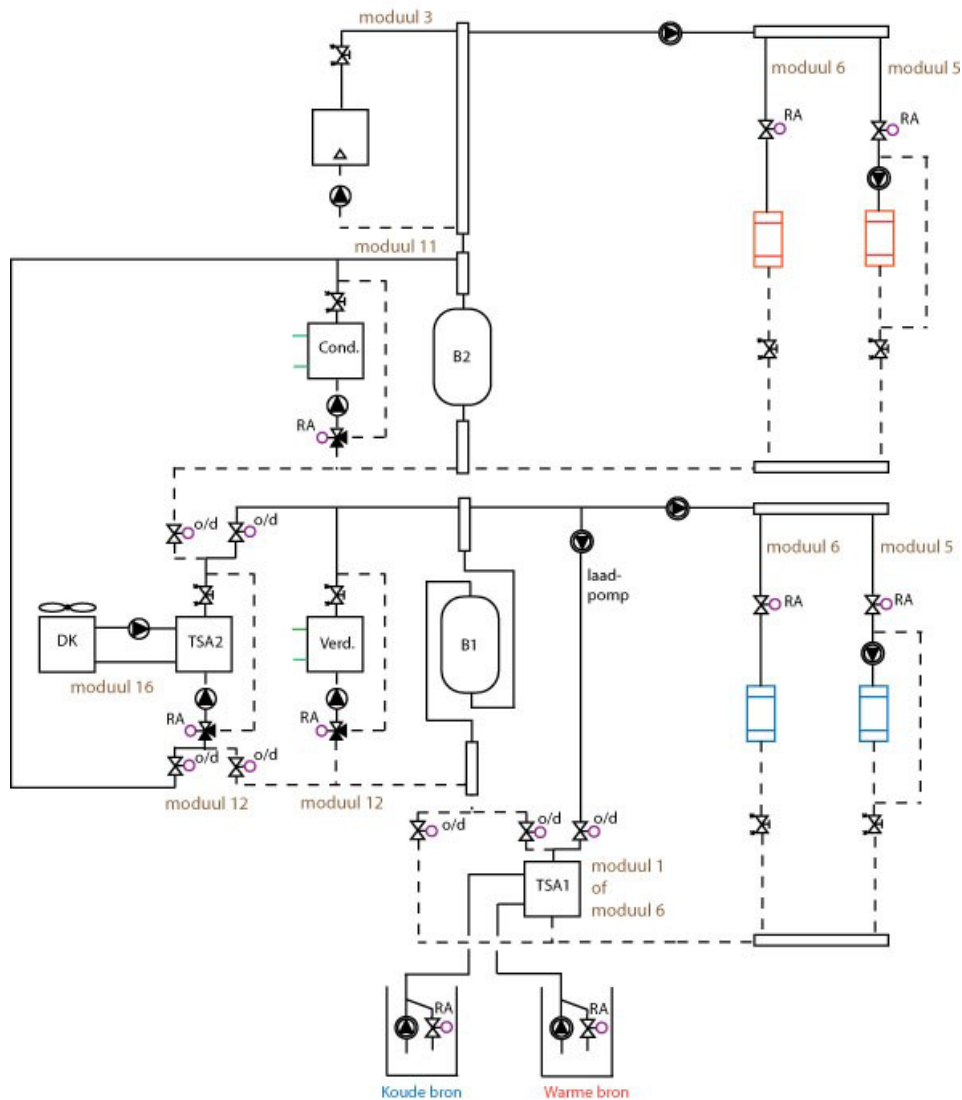 moduul 3
moduul 6
moduul 5
RA
RA
moduul 11
Cond.
B2
RA
o/d
o/d
moduul 6
moduul 5
laad-
pomp
RA
RA
DK
TSA2
Verd.
B1
moduul 16
RA
RA
o/d
o/d
moduul 12
moduul 12
o/d
o/d
o/d
TSA1
moduul 1
of
moduul 6
RA
RA
Koude bron
Warme bron